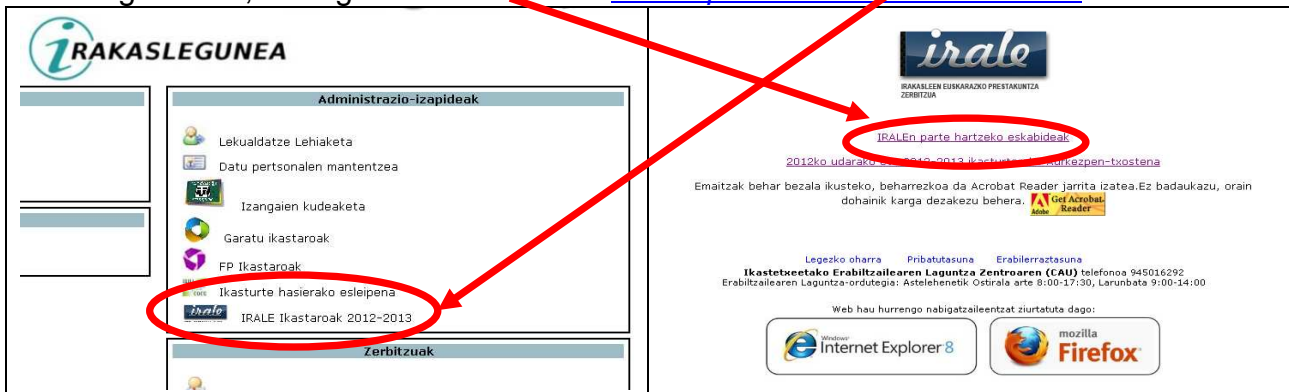 iRAKASLEGUNEA
Administrazio-izapideak
Lekualdatze Lehiaketa
Datu pertsonalen mantentzea
Izangaien kudeaketa
Garatu ikastaroak
FP Ikastaroak
Ikasturte hasierako esleipena
irale IRALE Ikastaroak 2012-2013
Zerbitzuak
irale
IRAKASLEEN EUSKARAZKO PRESTAKUNTZA
ZERBITZUA
IRALEn parte hartzeko eskabideak
2012ko udarako
Emaitzak behar bezala ikusteko, beharrezkoa da Acrobat Reader jarrita izatea.Ez badaukazu, orain
dohainik karga dezakezu behera. Get Acrobat Reader Adobe
Legezko oharra Pribatutasuna Erabilerraztasuna
Ikastetxeetako Erabiltzailearen Laguntza Zentroaren (CAU) telefonoa 945016292
Erabiltzailearen Laguntza-ordutegia: Astelehenetik Ostirala arte 8:00-17:30, Larunbata 9:00-14:00
Web hau hurrengo nabigatzaileentzat ziurtatuta dago:
Windows Internet Explorer 8
mozilla
Firefox